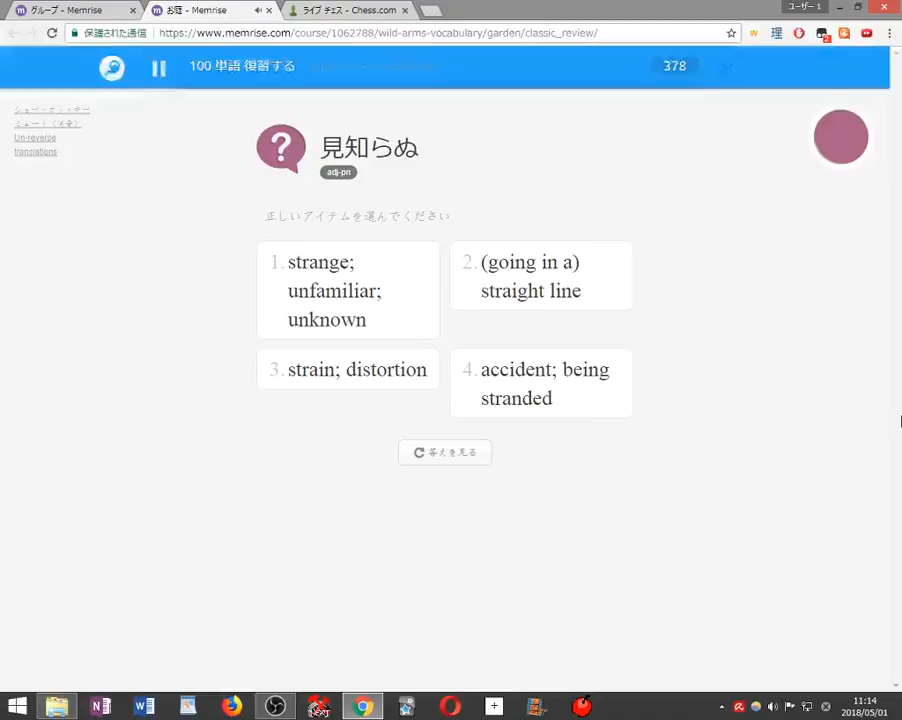 グループ - Memrise
お庭 - Memrise
ライブ チェス - Chess.com
ユーザー 1
保護された通信
https://www.memrise.com/course/1062788/wild-arms-vocabulary/garden/classic_review/
100 単語 復習する
378
Un-reverse
translations
見知らぬ
adj-pn
正しいアイテムを選んでください
1. strange;
unfamiliar;
unknown
2. (going in a)
straight line
3. strain; distortion
4. accident; being
stranded
答えを見る
11:14
2018/05/01